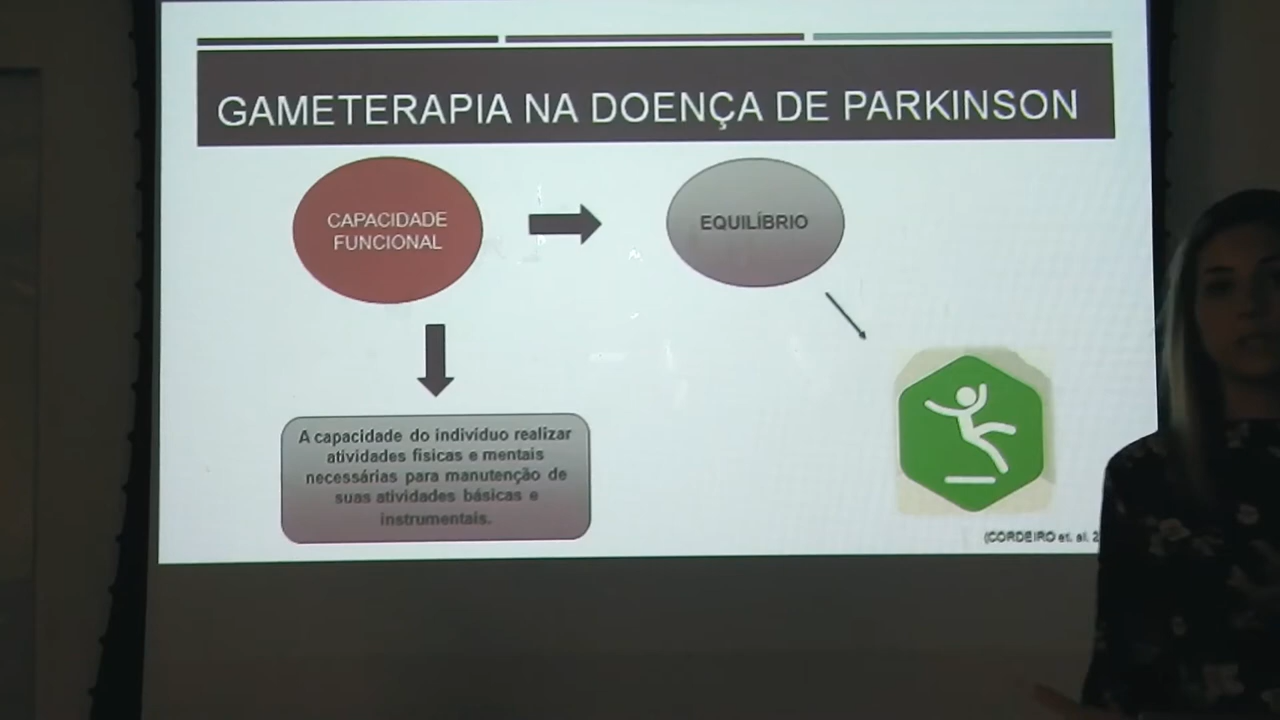 GAMETERAPIA NA DOENÇA DE PARKINSON
CAPACIDADE
FUNCIONAL
EQUILÍBRIO
A capacidade do indivíduo realizar
atividades físicas e mentais
necessárias para manutenção de
suas atividades básicas e
instrumentais.
(CORDEIRO et. al. 2